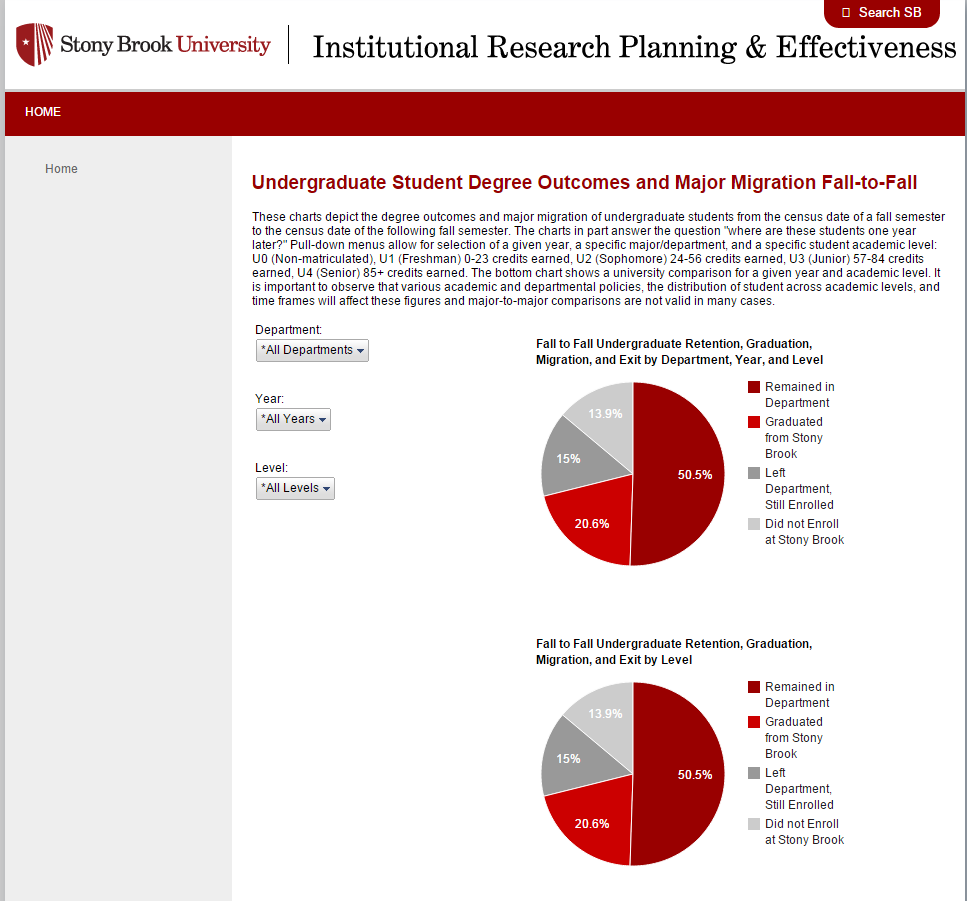 Search SB
Stony Brook University
Institutional Research Planning & Effectiveness
HOME
Home
Undergraduate Student Degree Outcomes and Major Migration Fall-to-Fall
These charts depict the degree outcomes and major migration of undergraduate students from the census date of a fall semester
to the census date of the following fall semester. The charts in part answer the question "where are these students one year
later?" Pull-down menus allow for selection of a given year, a specific major/department, and a specific student academic level:
U0 (Non-matriculated), U1 (Freshman) 0-23 credits earned, U2 (Sophomore) 24-56 credits earned, U3 (Junior) 57-84 credits
earned, U4 (Senior) 85+ credits earned. The bottom chart shows a university comparison for a given year and academic level. It
is important to observe that various academic and departmental policies, the distribution of student across academic levels, and
time frames will affect these figures and major-to-major comparisons are not valid in many cases.
Department:
*All Departments
Year:
*All Years
Level:
*All Levels
Fall to Fall Undergraduate Retention, Graduation,
Migration, and Exit by Department, Year, and Level
13.9%
15%
50.5%
20.6%
Remained in
Department
Graduated
from Stony
Brook
Left
Department,
Still Enrolled
Did not Enroll
at Stony Brook
Fall to Fall Undergraduate Retention, Graduation,
Migration, and Exit by Level
13.9%
15%
50.5%
20.6%
Remained in
Department
Graduated
from Stony
Brook
Left
Department,
Still Enrolled
Did not Enroll
at Stony Brook